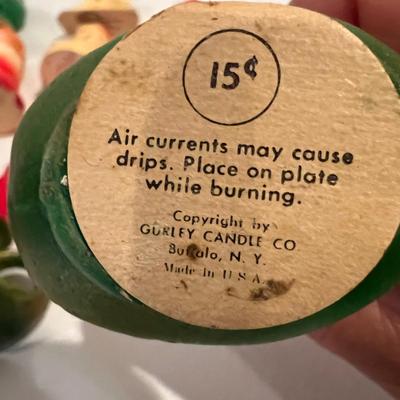 15¢
Air currents may cause
drips. Place on plate
while burning.
Copyright by
GURLEY CANDLE CO
Buffalo, N. Y.
Made In U S A.